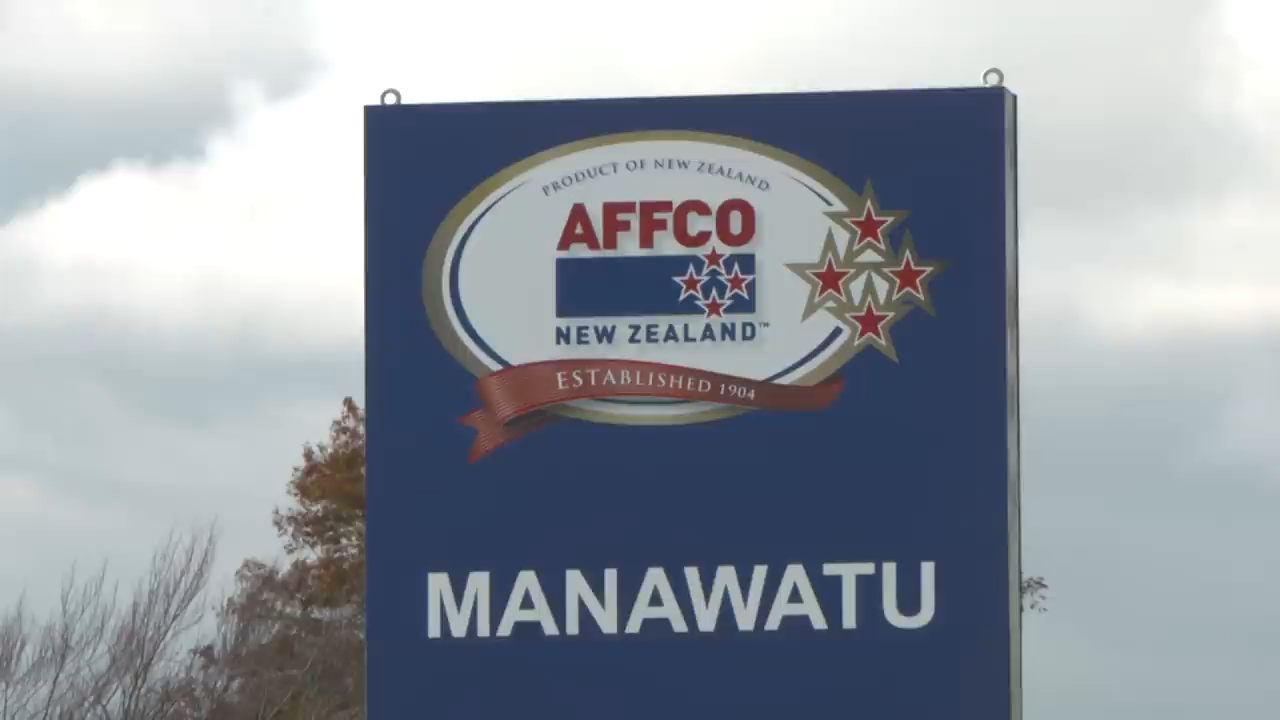 PRODUCT OF NEW ZEALAND
AFFCO
NEW ZEALAND™
ESTABLISHED 1904
MANAWATU